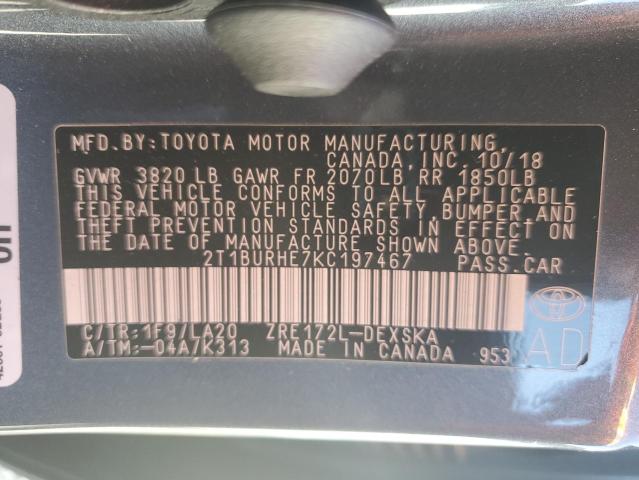 MFD.BY:TOYOTA MOTOR MANUFACTURING,
CANADA, INC. 10/18
GVWR 3820 LB GAWR FR 2070LB, RR 1850LB
THIS VEHICLE CONFORMS TO ALL APPLICABLE
FEDERAL MOTOR VEHICLE SAFETY, BUMPER, AND
THEFT PREVENTION STANDARDS IN EFFECT ON
THE DATE OF MANUFACTURE SHOWN ABOVE.
2T1BURHE7KC197467 PASS.CAR
C/TR:1F97LA20 ZRE172L-DEXSKA
A/TM:-04A/K313 MADE IN CANADA 953
AD